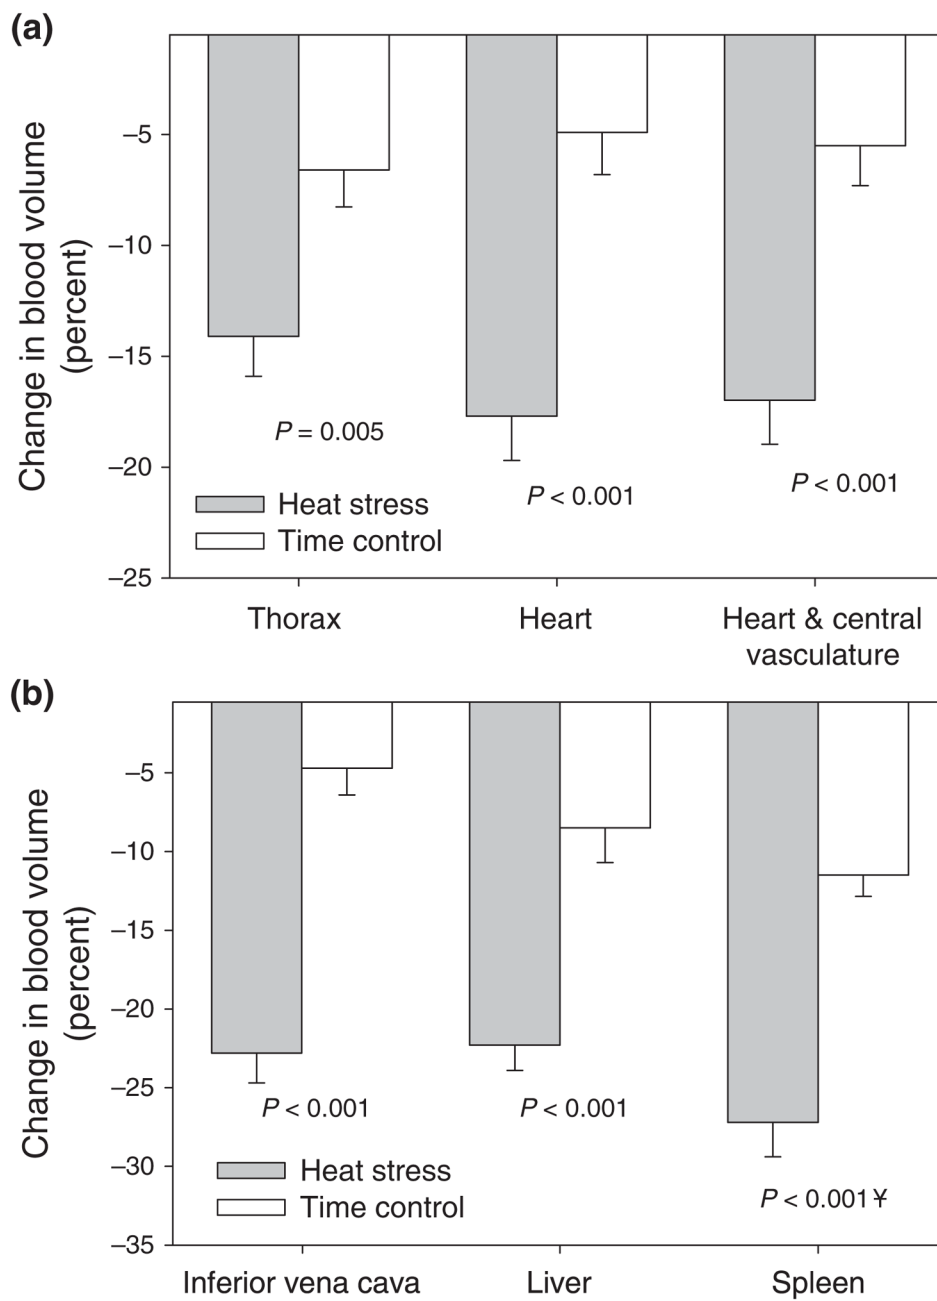 (a)
Change in blood volume
(percent)
–5
–10
–15
–20
–25
P = 0.005
P < 0.001
P < 0.001
Heat stress
Time control
Thorax
Heart
Heart & central
vasculature
(b)
Change in blood volume
(percent)
–5
–10
–15
–20
–25
–30
–35
P < 0.001
P < 0.001
P < 0.001 ¥
Heat stress
Time control
Inferior vena cava
Liver
Spleen